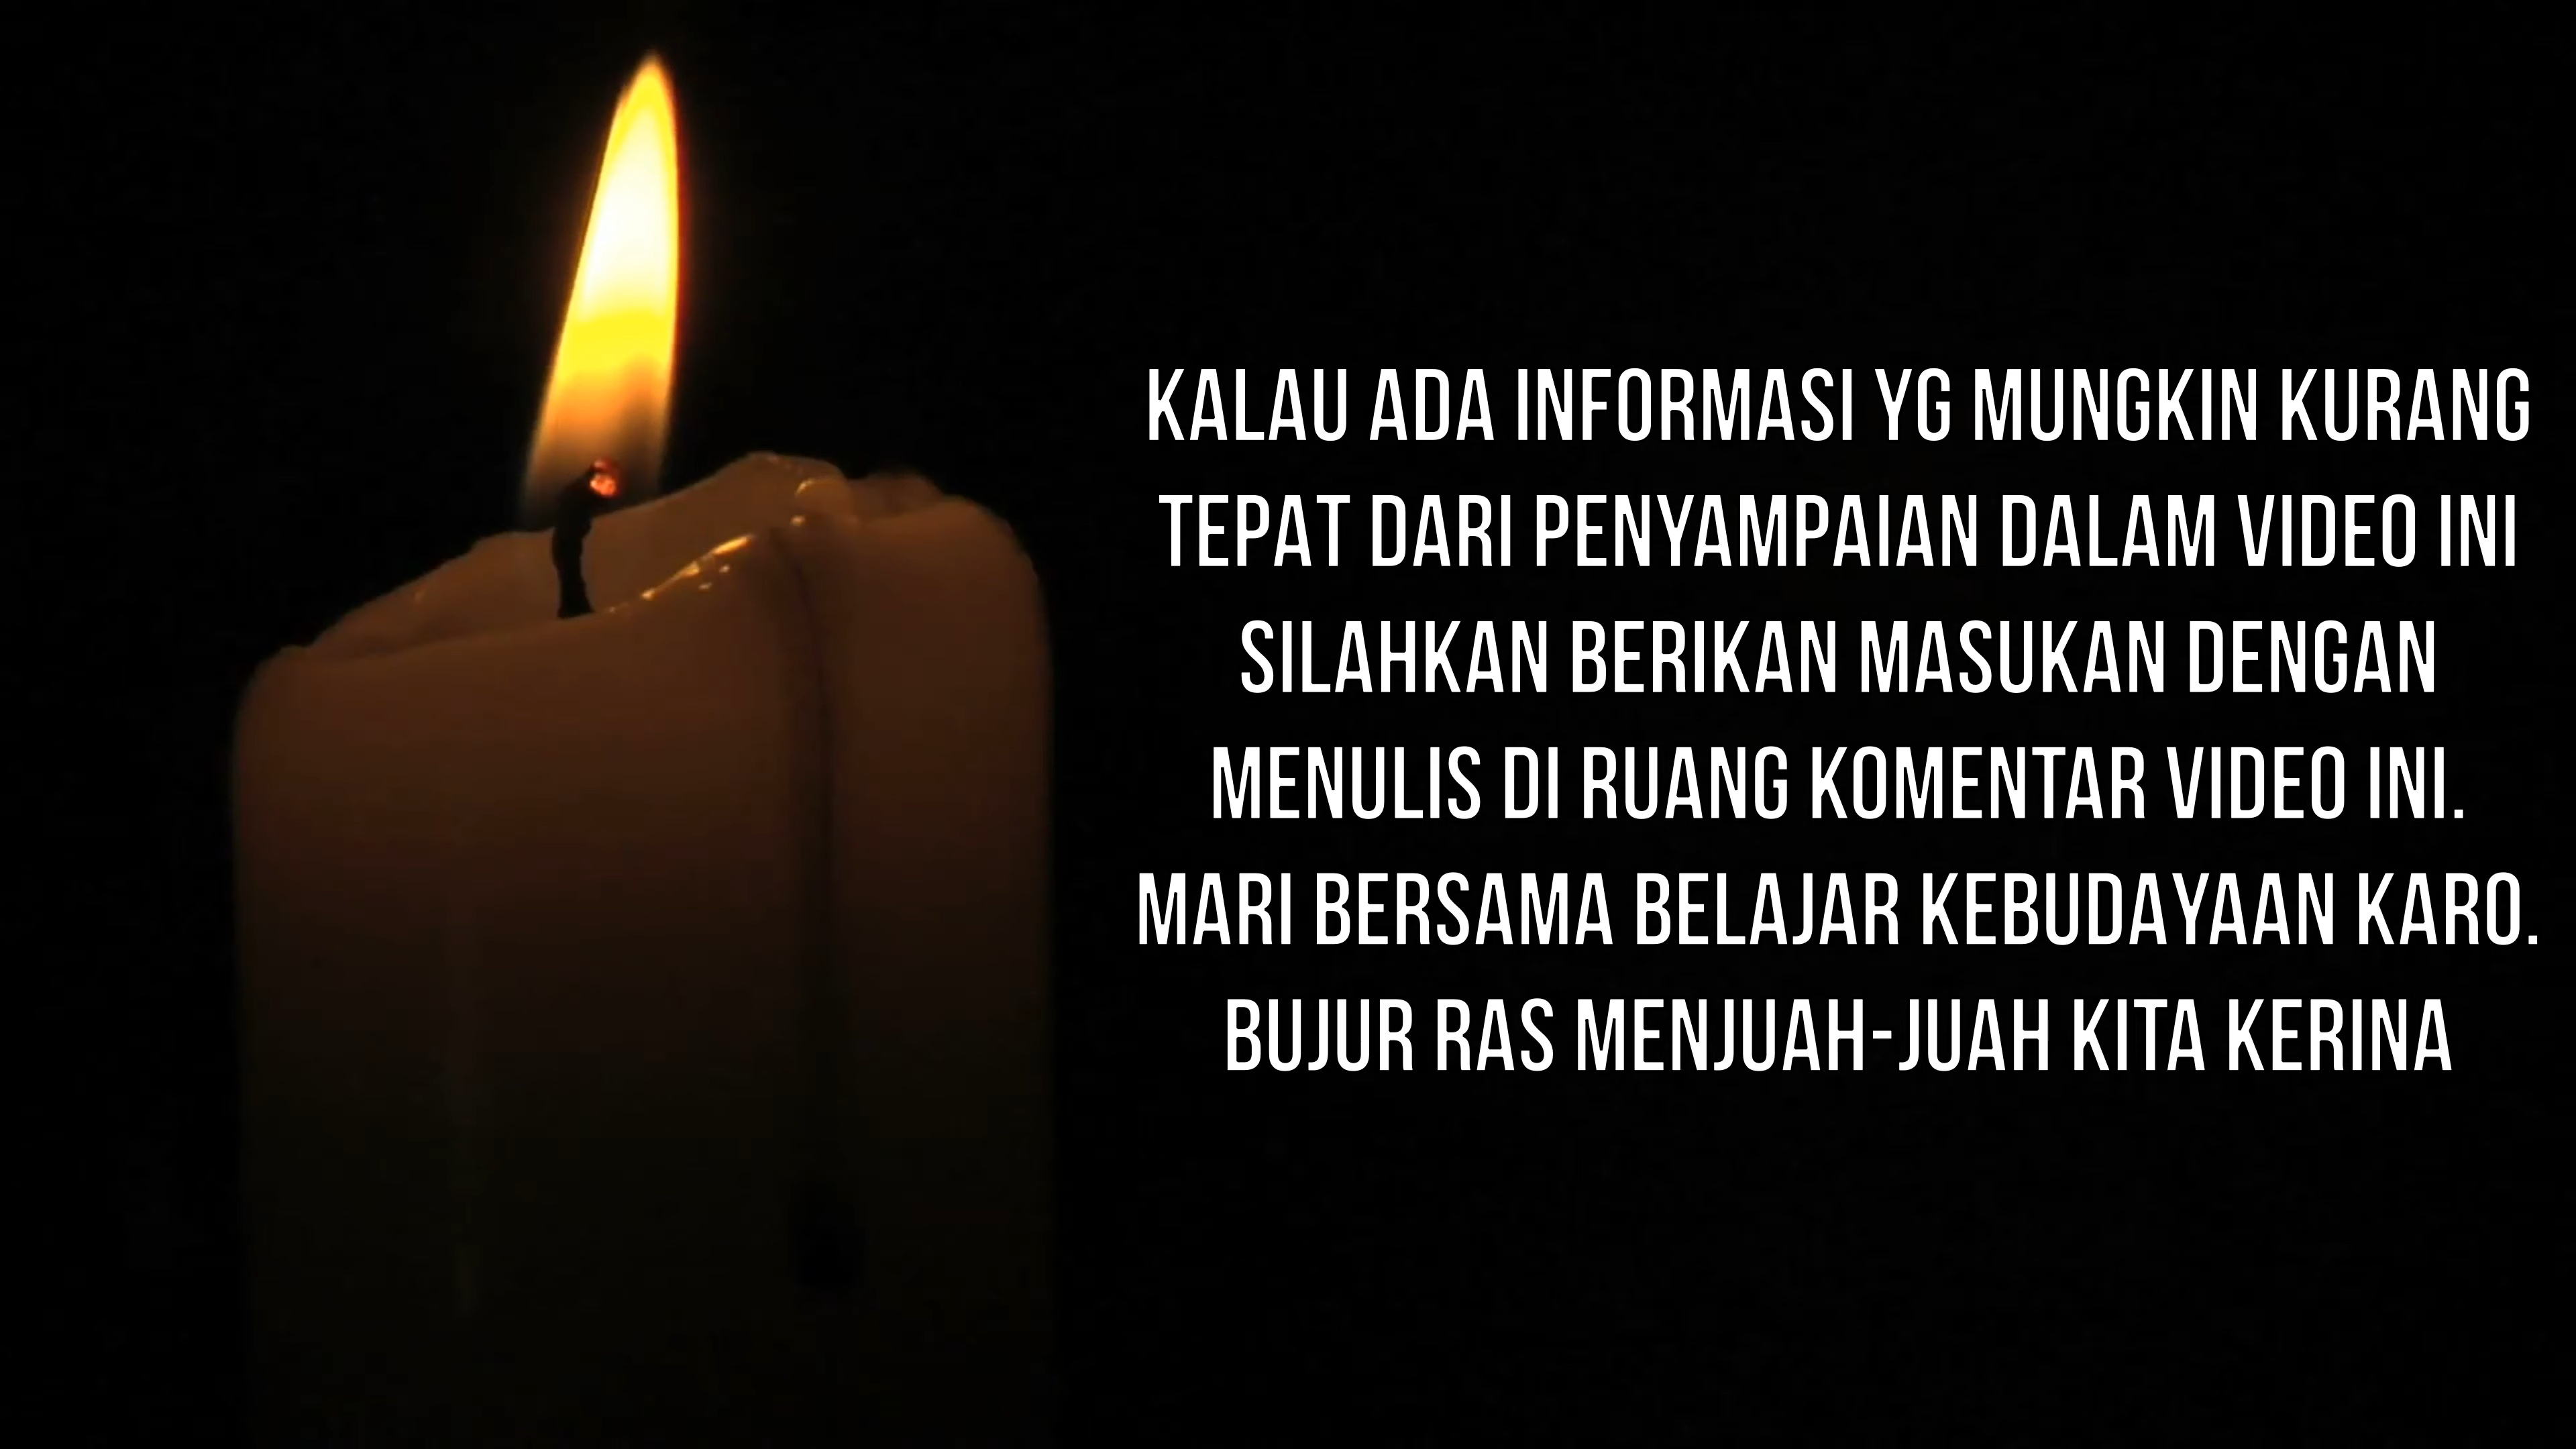 KALAU ADA INFORMASI YG MUNGKIN KURANG
TEPAT DARI PENYAMPAIAN DALAM VIDEO INI
SILAHKAN BERIKAN MASUKAN DENGAN
MENULIS DI RUANG KOMENTAR VIDEO INI.
MARI BERSAMA BELAJAR KEBUDAYAAN KARO.
BUJUR RAS MENJUAH-JUAH KITA KERINA